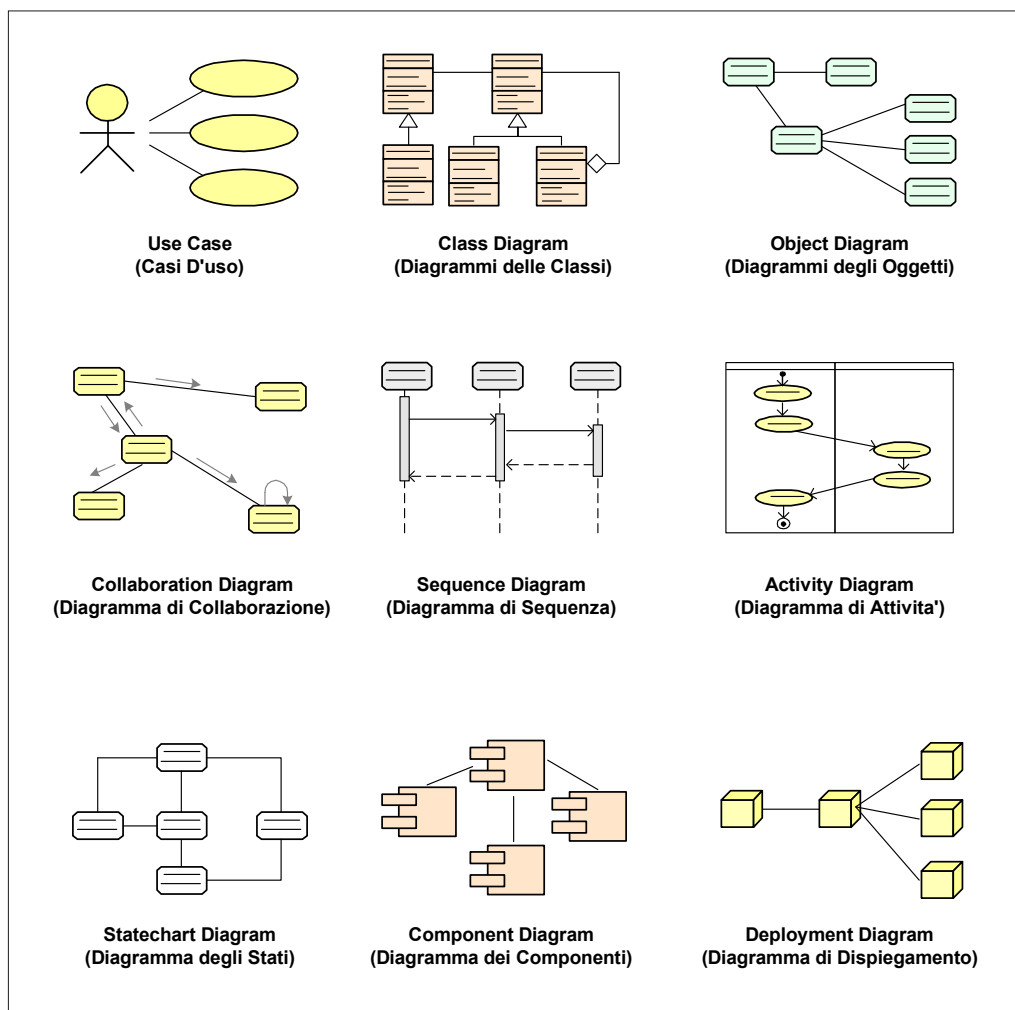 Use Case
(Casi D'uso)
Class Diagram
(Diagrammi delle Classi)
Object Diagram
(Diagrammi degli Oggetti)
Collaboration Diagram
(Diagramma di Collaborazione)
Sequence Diagram
(Diagramma di Sequenza)
Activity Diagram
(Diagramma di Attivita')
Statechart Diagram
(Diagramma degli Stati)
Component Diagram
(Diagramma dei Componenti)
Deployment Diagram
(Diagramma di Dispiegamento)